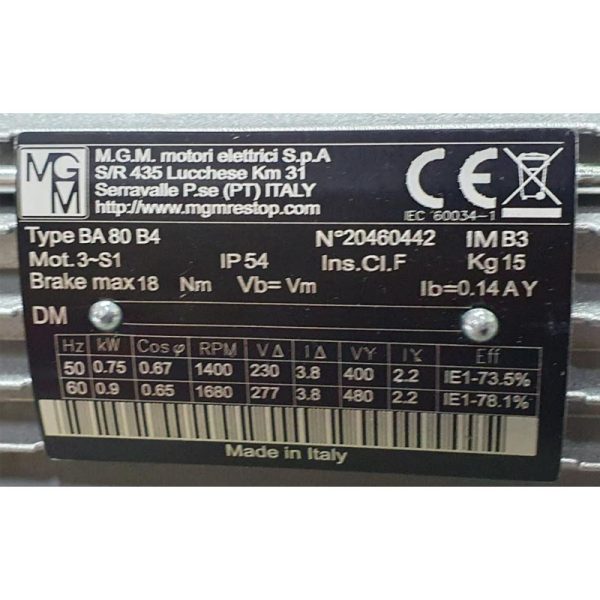 MGM
M.G.M. motori elettrici S.p.A
S/R 435 Lucchese Km 31
Serravalle P.se (PT) ITALY
http://www.mgmrestop.com
CE
IEC 60034-1
Type BA 80 B4 N°20460442 IM B3
Mot. 3~S1 IP 54 Ins.Cl.F Kg 15
Brake max 18 Nm Vb= Vm Ib=0.14 A Y
DM
Hz kW Cosφ RPM V Δ I Δ VY IY Eff
50 0.75 0.67 1400 230 3.8 400 2.2 IE1-73.5%
60 0.9 0.65 1680 277 3.8 480 2.2 IE1-78.1%
Made in Italy